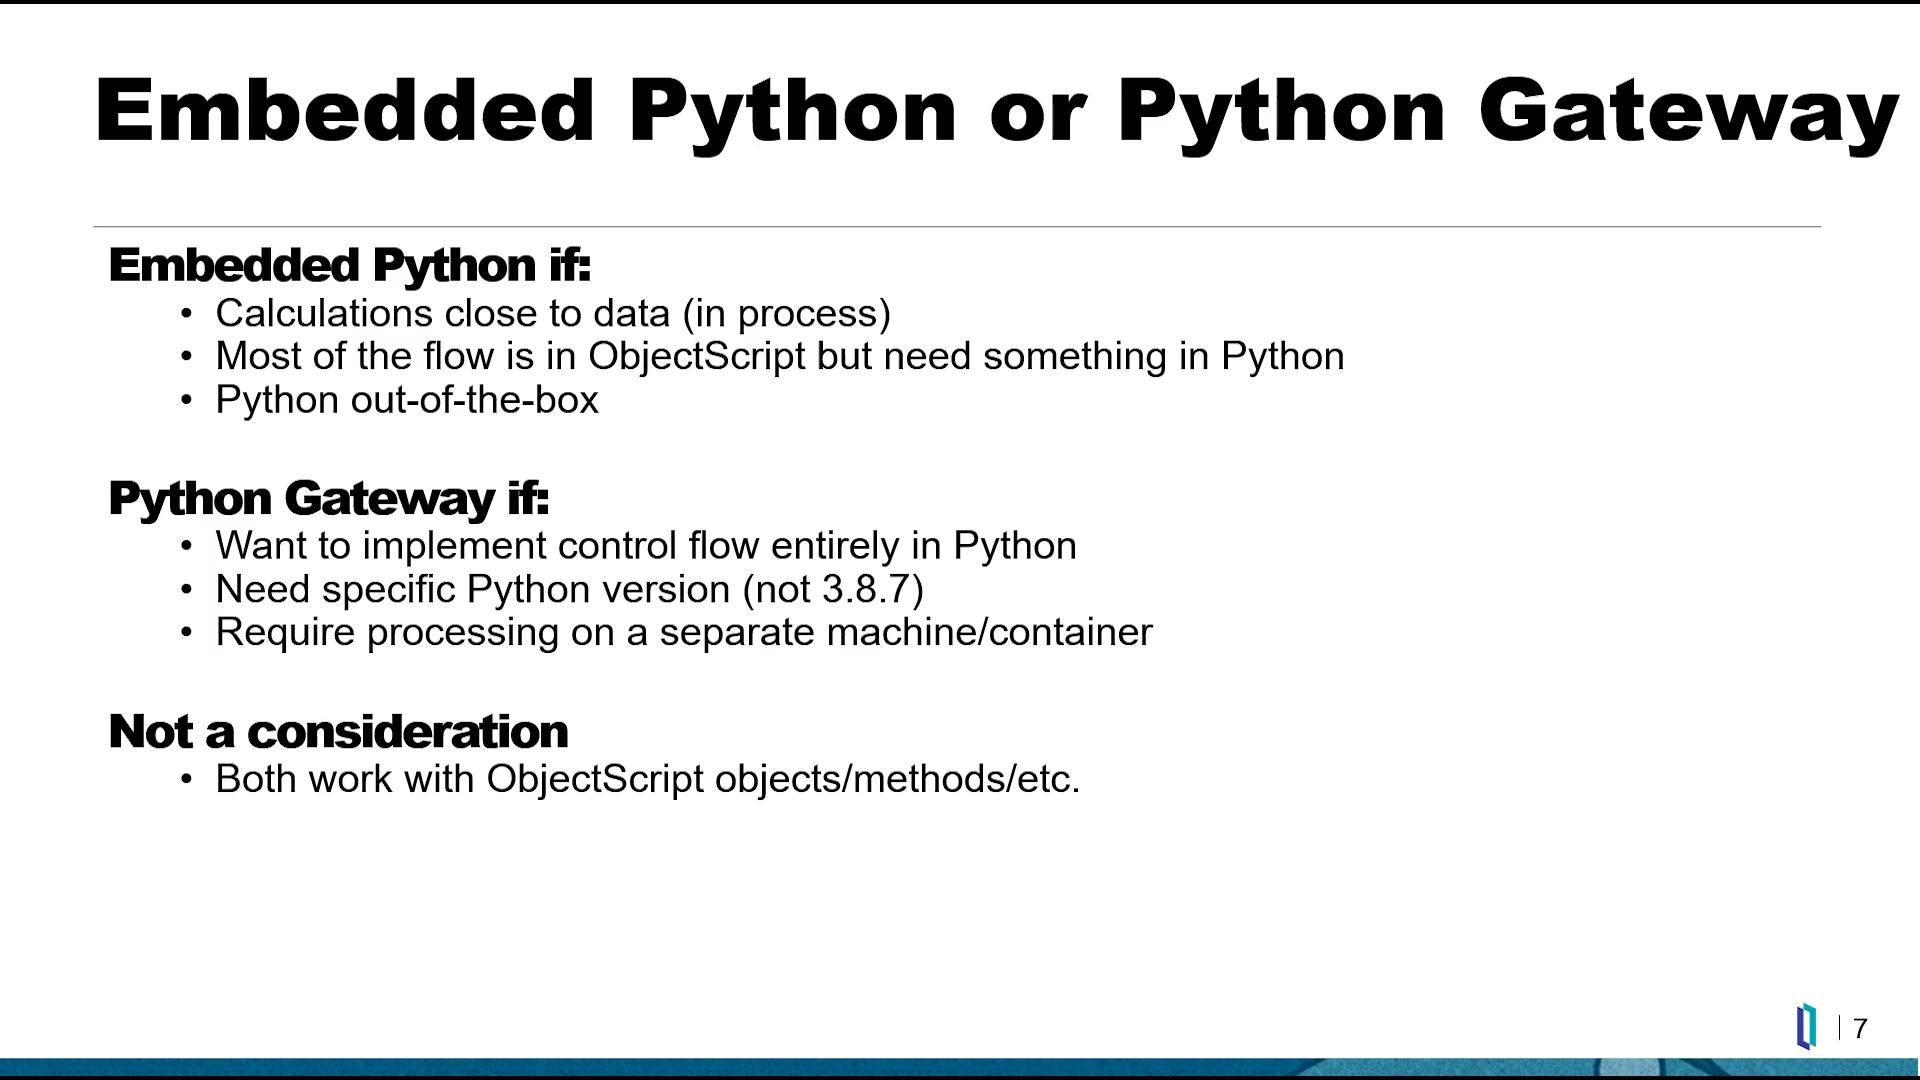 Embedded Python or Python Gateway
Embedded Python if:
• Calculations close to data (in process)
• Most of the flow is in ObjectScript but need something in Python
• Python out-of-the-box
Python Gateway if:
• Want to implement control flow entirely in Python
• Need specific Python version (not 3.8.7)
• Require processing on a separate machine/container
Not a consideration
• Both work with ObjectScript objects/methods/etc.
7